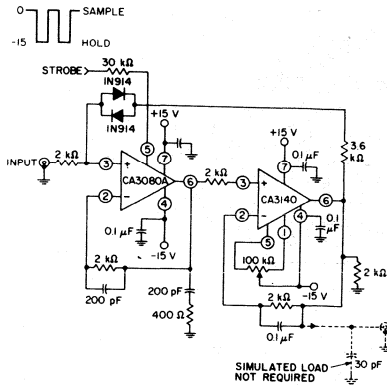 0
SAMPLE
-15
HOLD
30 kΩ
STROBE
1N914
1N914
+15 V
+15 V
3.6 kΩ
0.1 µF
INPUT
2 kΩ
3
+
5
7
CA3080A
6
2 kΩ
3
+
7
CA3140
6
2
−
4
2
−
4
0.1 µF
5
1
0.1 µF
-15 V
100 kΩ
2 kΩ
200 pF
200 pF
400 Ω
-15 V
2 kΩ
2 kΩ
0.1 µF
SIMULATED LOAD
NOT REQUIRED
30 pF